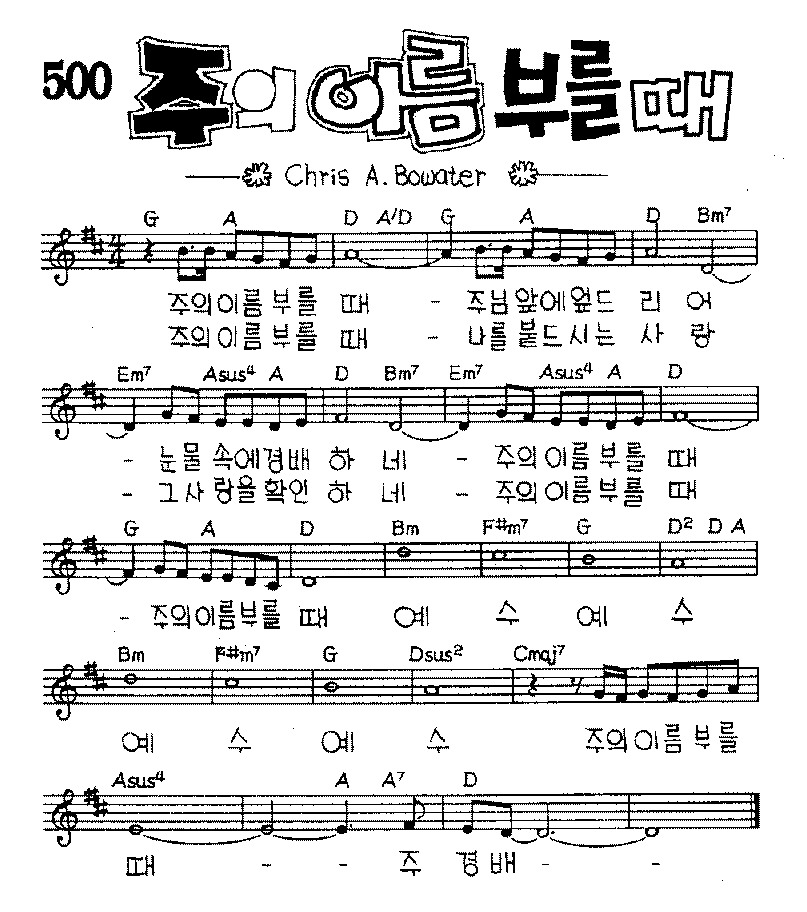 500 주의 이름 부를 때
Chris A. Bowater
G A D A/D G A D Bm7
주의이름 부를 때 - 주님앞에엎드 리 어
주의이름 부를 때 - 나를붙드시는 사 랑
Em7 Asus4 A D Bm7 Em7 Asus4 A D
- 눈물 속에경배 하 네 - 주의이름 부를 때
- 그사 랑을확인 하 네 - 주의이름부를 때
G A D Bm F#m7 G D2 D A
- 주의이름부를 때 예 수 예 수
Bm F#m7 G Dsus2 Cmaj7
예 수 예 수 주의이름 부를
Asus4 A A7 D
때 - - 주 경배 - -